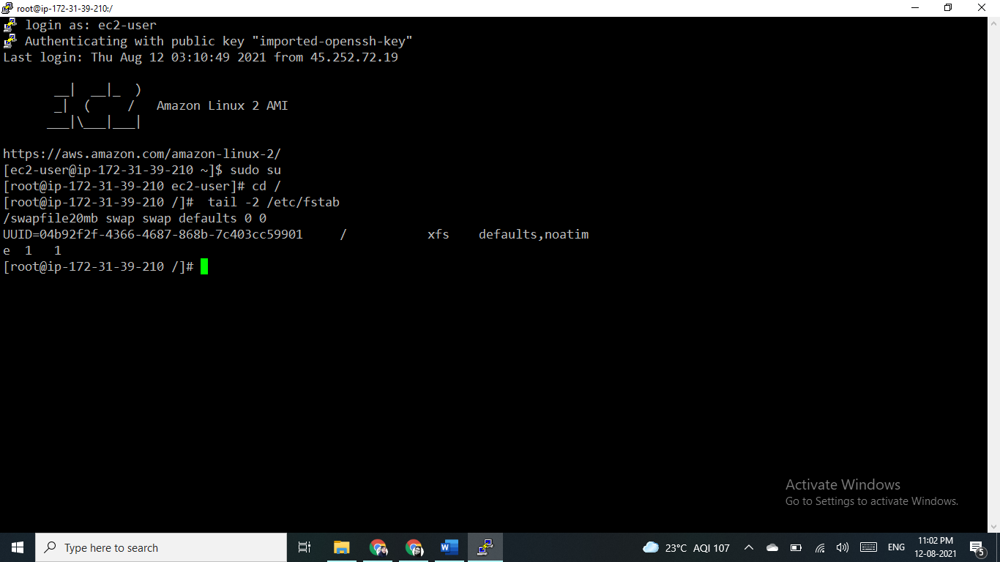 root@ip-172-31-39-210:/
login as: ec2-user
Authenticating with public key "imported-openssh-key"
Last login: Thu Aug 12 03:10:49 2021 from 45.252.72.19
__|  __|_  )
_|  (     /   Amazon Linux 2 AMI
___|\___|___|
https://aws.amazon.com/amazon-linux-2/
[ec2-user@ip-172-31-39-210 ~]$ sudo su
[root@ip-172-31-39-210 ec2-user]# cd /
[root@ip-172-31-39-210 /]#  tail -2 /etc/fstab
/swapfile20mb swap swap defaults 0 0
UUID=04b92f2f-4366-4687-868b-7c403cc59901     /           xfs    defaults,noatim
e  1   1
[root@ip-172-31-39-210 /]#
Activate Windows
Go to Settings to activate Windows.
Type here to search
W
23°C AQI 107
ENG
11:02 PM
12-08-2021
5